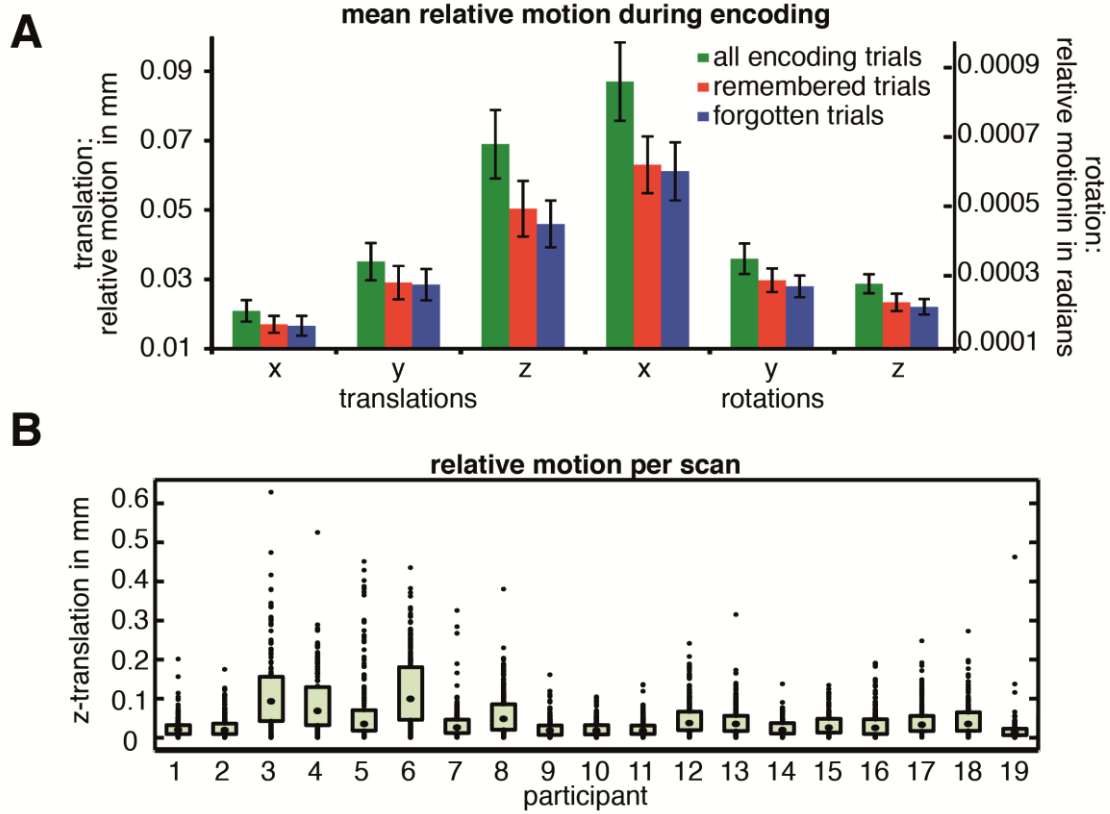 A
mean relative motion during encoding
translation:
relative motion in mm
0.09
0.07
0.05
0.03
0.01
all encoding trials
remembered trials
forgotten trials
0.0009
0.0007
0.0005
0.0003
0.0001
rotation:
relative motionin in radians
x y z x y z
translations rotations
B
relative motion per scan
z-translation in mm
0.6
0.5
0.4
0.3
0.2
0.1
0
1 2 3 4 5 6 7 8 9 10 11 12 13 14 15 16 17 18 19
participant